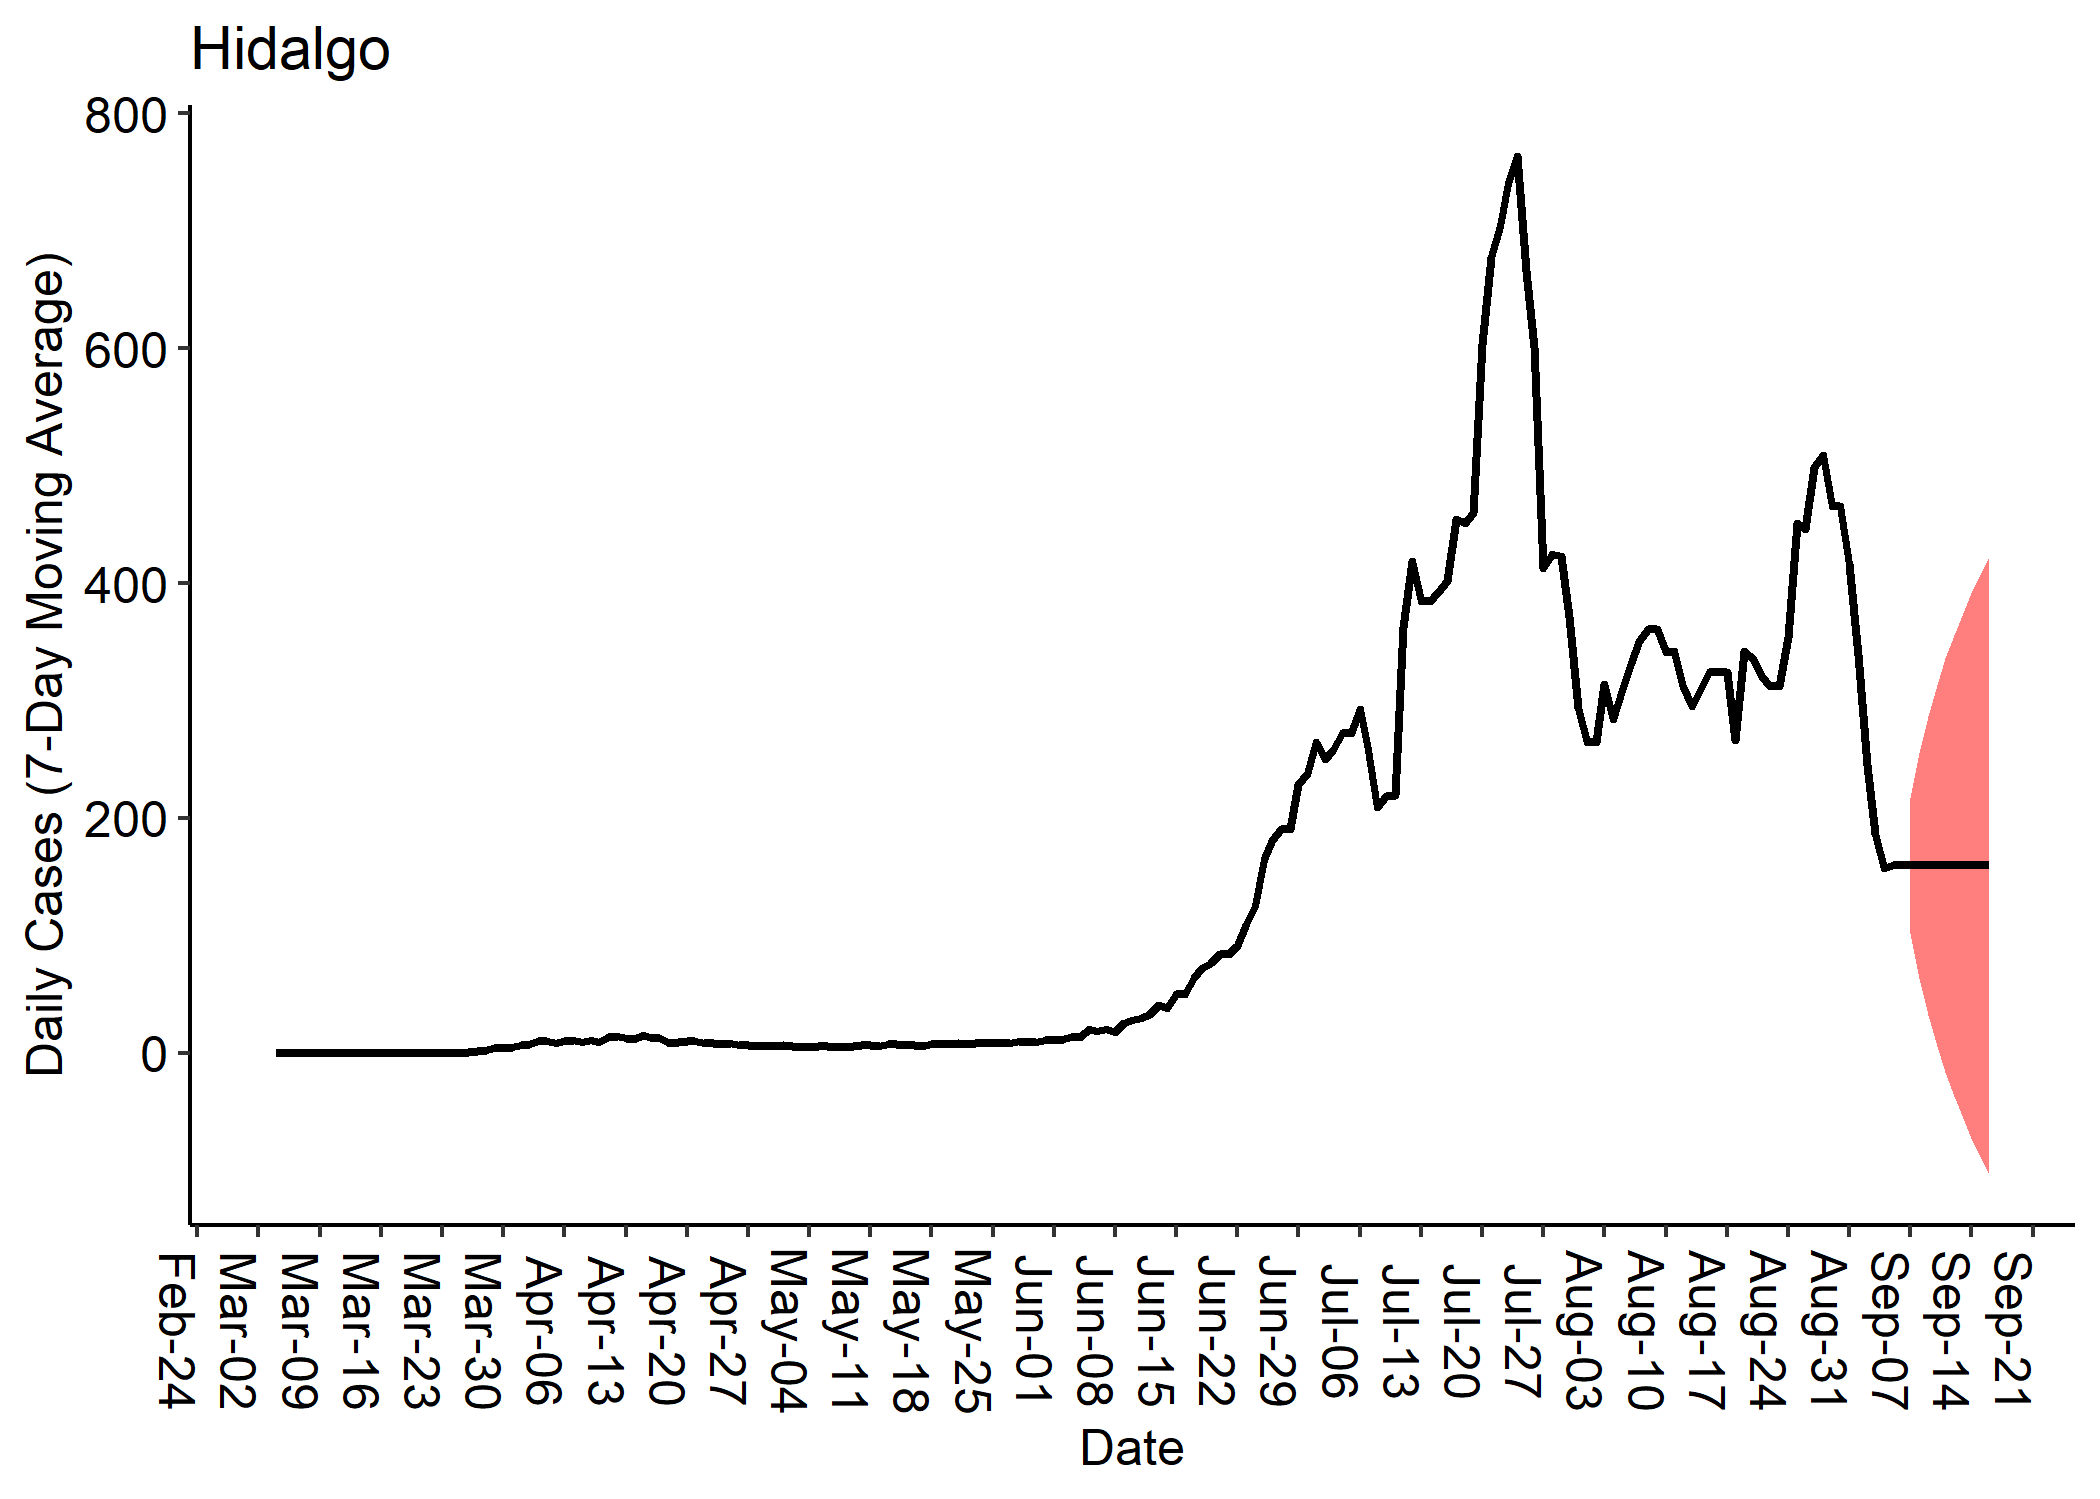 Hidalgo
Daily Cases (7-Day Moving Average)
800
600
400
200
0
Feb-24
Mar-02
Mar-09
Mar-16
Mar-23
Mar-30
Apr-06
Apr-13
Apr-20
Apr-27
May-04
May-11
May-18
May-25
Jun-01
Jun-08
Jun-15
Jun-22
Jun-29
Jul-06
Jul-13
Jul-20
Jul-27
Aug-03
Aug-10
Aug-17
Aug-24
Aug-31
Sep-07
Sep-14
Sep-21
Date